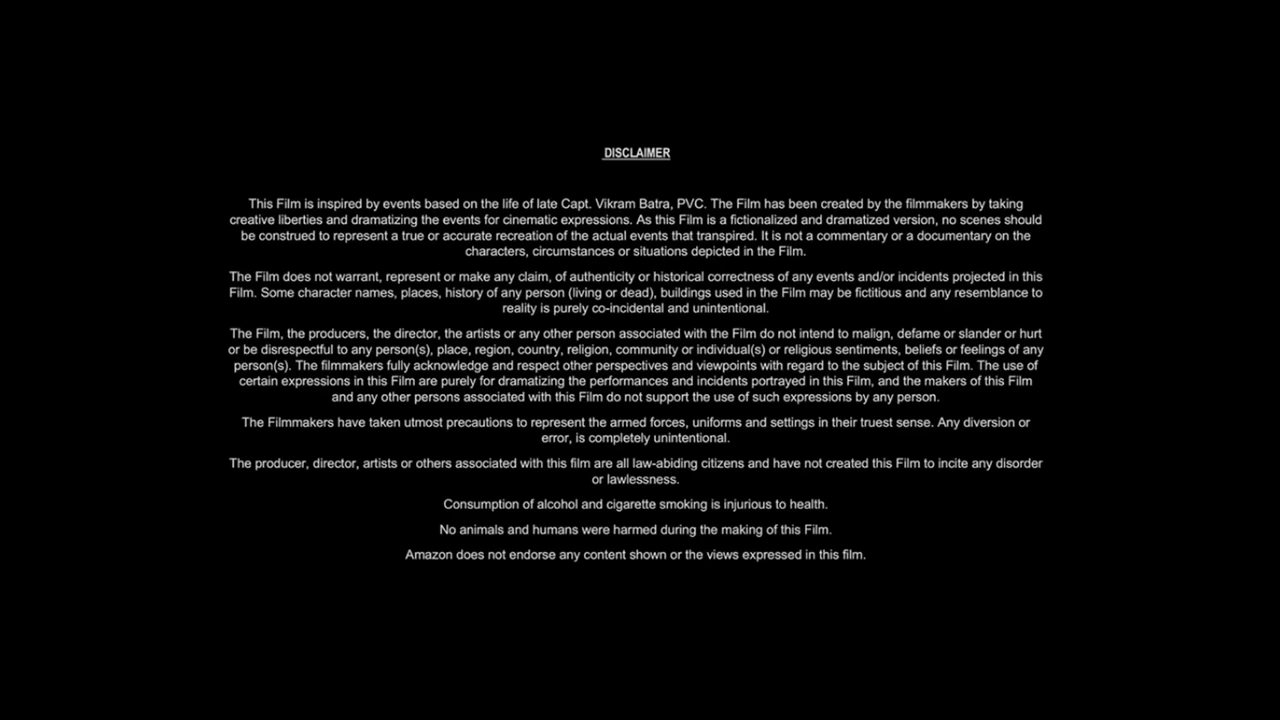 DISCLAIMER
This Film is inspired by events based on the life of late Capt. Vikram Batra, PVC. The Film has been created by the filmmakers by taking
creative liberties and dramatizing the events for cinematic expressions. As this Film is a fictionalized and dramatized version, no scenes should
be construed to represent a true or accurate recreation of the actual events that transpired. It is not a commentary or a documentary on the
characters, circumstances or situations depicted in the Film.
The Film does not warrant, represent or make any claim, of authenticity or historical correctness of any events and/or incidents projected in this
Film. Some character names, places, history of any person (living or dead), buildings used in the Film may be fictitious and any resemblance to
reality is purely co-incidental and unintentional.
The Film, the producers, the director, the artists or any other person associated with the Film do not intend to malign, defame or slander or hurt
or be disrespectful to any person(s), place, region, country, religion, community or individual(s) or religious sentiments, beliefs or feelings of any
person(s). The filmmakers fully acknowledge and respect other perspectives and viewpoints with regard to the subject of this Film. The use of
certain expressions in this Film are purely for dramatizing the performances and incidents portrayed in this Film, and the makers of this Film
and any other persons associated with this Film do not support the use of such expressions by any person.
The Filmmakers have taken utmost precautions to represent the armed forces, uniforms and settings in their truest sense. Any diversion or
error, is completely unintentional.
The producer, director, artists or others associated with this film are all law-abiding citizens and have not created this Film to incite any disorder
or lawlessness.
Consumption of alcohol and cigarette smoking is injurious to health.
No animals and humans were harmed during the making of this Film.
Amazon does not endorse any content shown or the views expressed in this film.